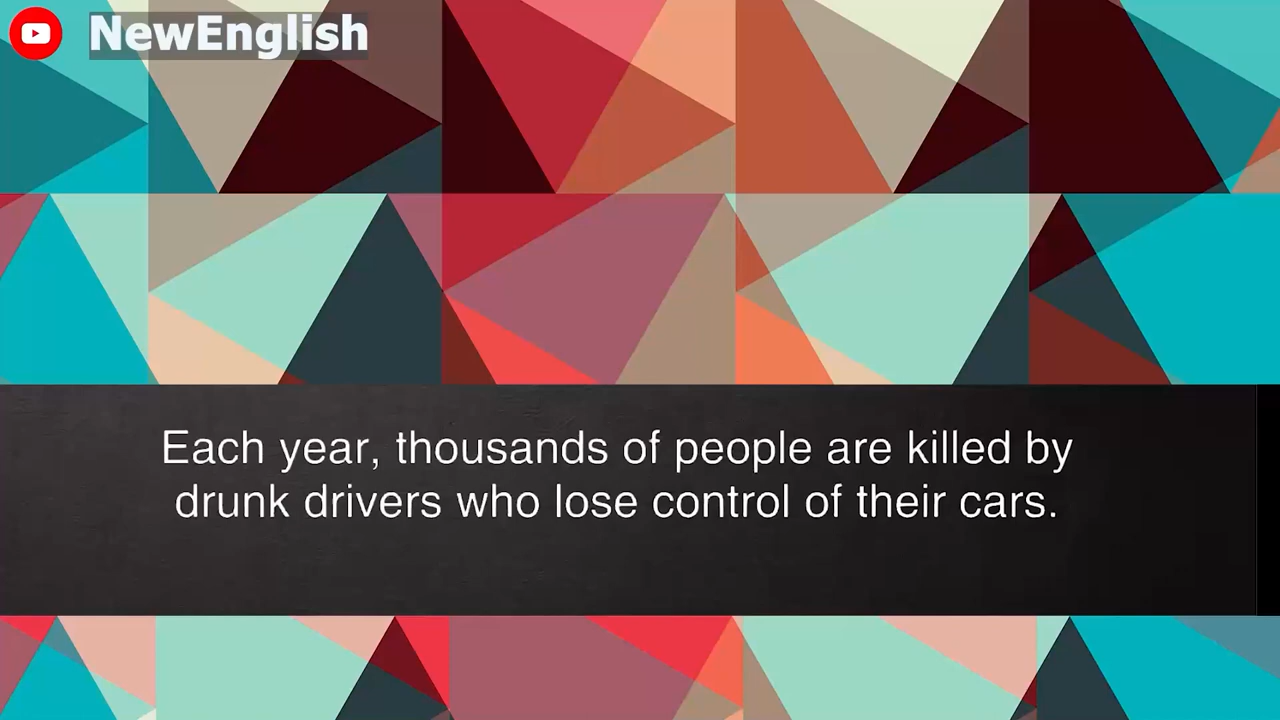 NewEnglish
Each year, thousands of people are killed by
drunk drivers who lose control of their cars.